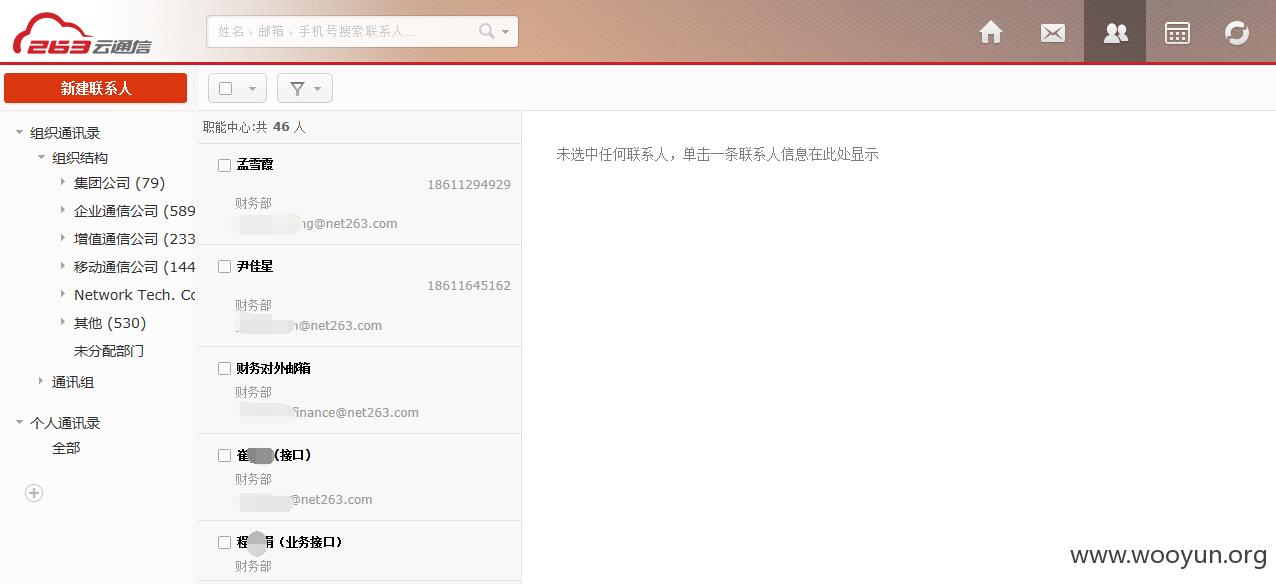 263云通信
姓名、邮箱、手机号搜索联系人...
新建联系人
组织通讯录
组织结构
集团公司 (79)
企业通信公司 (589
增值通信公司 (233
移动通信公司 (144
Network Tech. Co
其他 (530)
未分配部门
通讯组
个人通讯录
全部
职能中心:共 46 人
孟雪霞
18611294929
财务部
ng@net263.com
尹佳星
18611645162
财务部
@net263.com
财务对外邮箱
财务部
finance@net263.com
崔 (接口)
财务部
@net263.com
程 娟 (业务接口)
财务部
未选中任何联系人，单击一条联系人信息在此处显示
www.wooyun.org